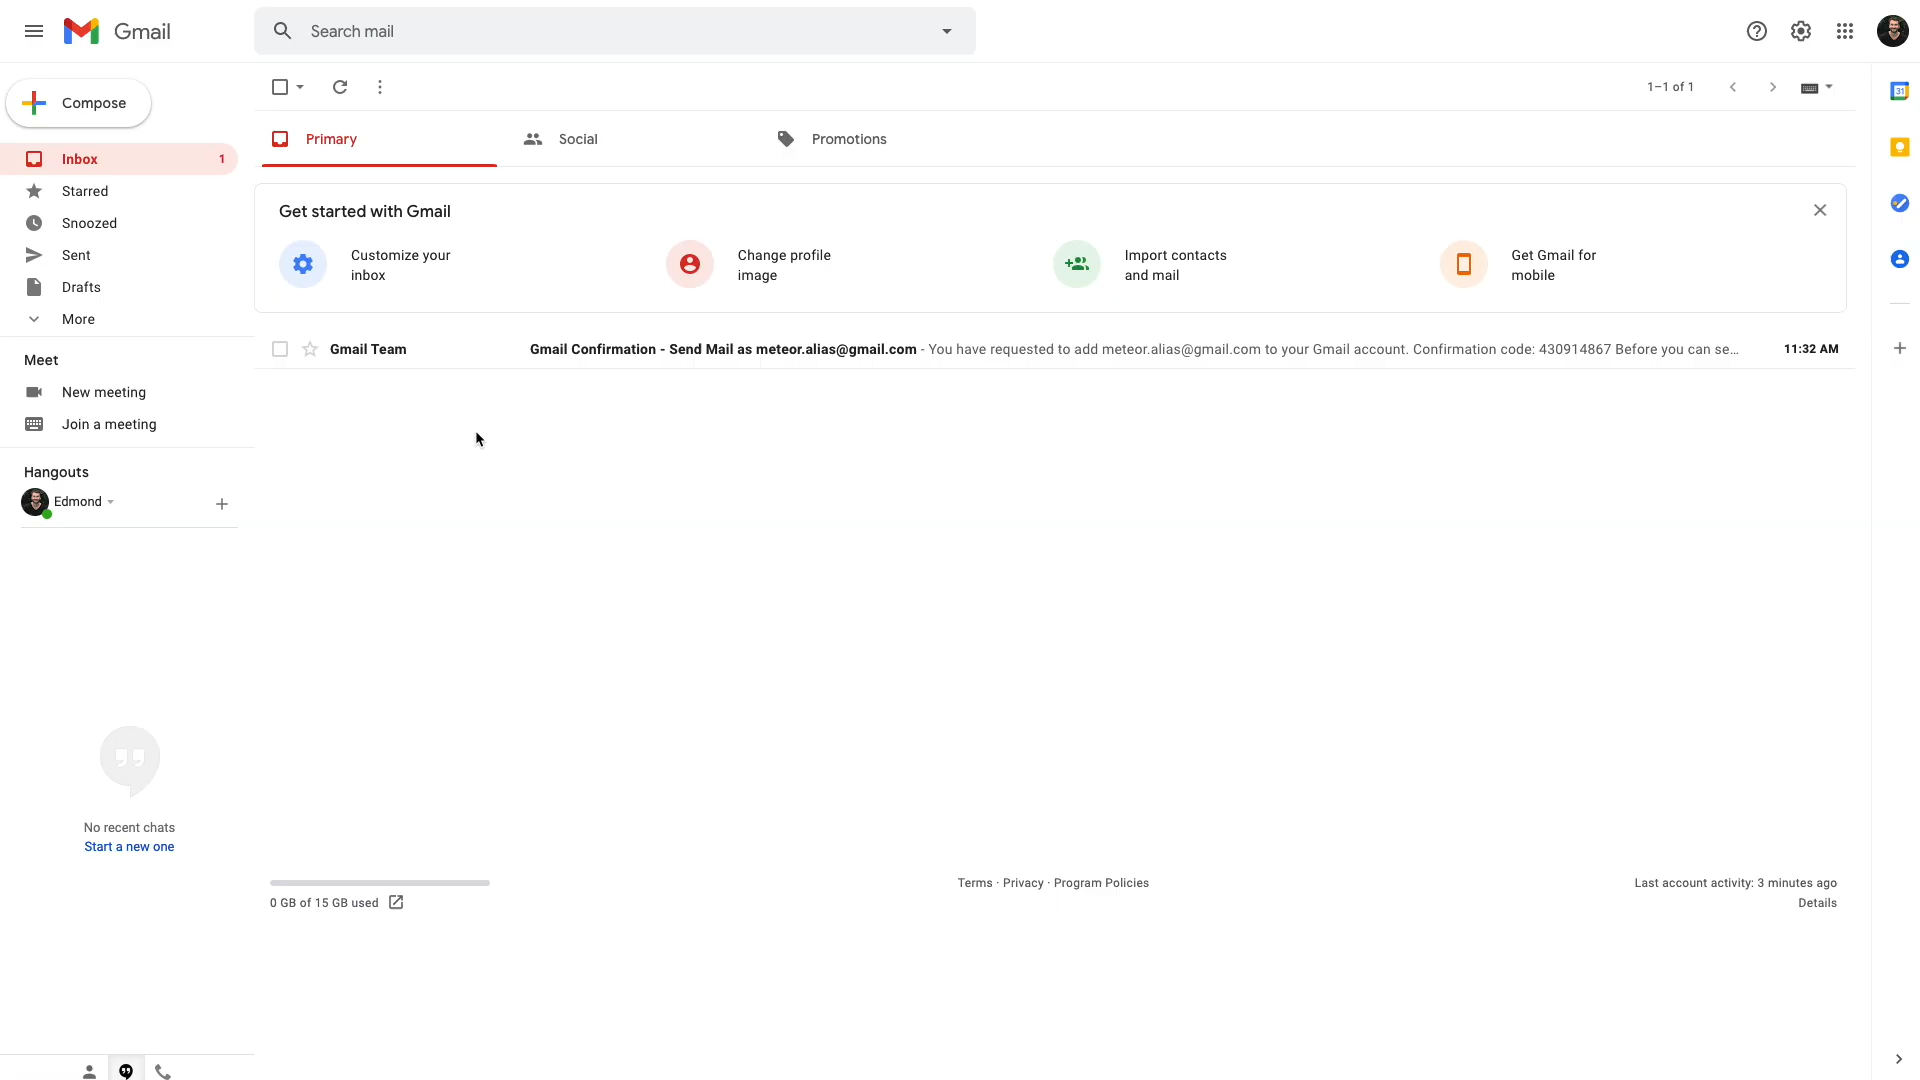 Gmail
Search mail
1–1 of 1
Compose
Primary
Social
Promotions
Inbox 1
Starred
Snoozed
Sent
Drafts
More
Get started with Gmail
Customize your
inbox
Change profile
image
Import contacts
and mail
Get Gmail for
mobile
Gmail Team Gmail Confirmation - Send Mail as meteor.alias@gmail.com - You have requested to add meteor.alias@gmail.com to your Gmail account. Confirmation code: 430914867 Before you can se... 11:32 AM
Meet
New meeting
Join a meeting
Hangouts
Edmond
No recent chats
Start a new one
0 GB of 15 GB used
Terms · Privacy · Program Policies
Last account activity: 3 minutes ago
Details
31